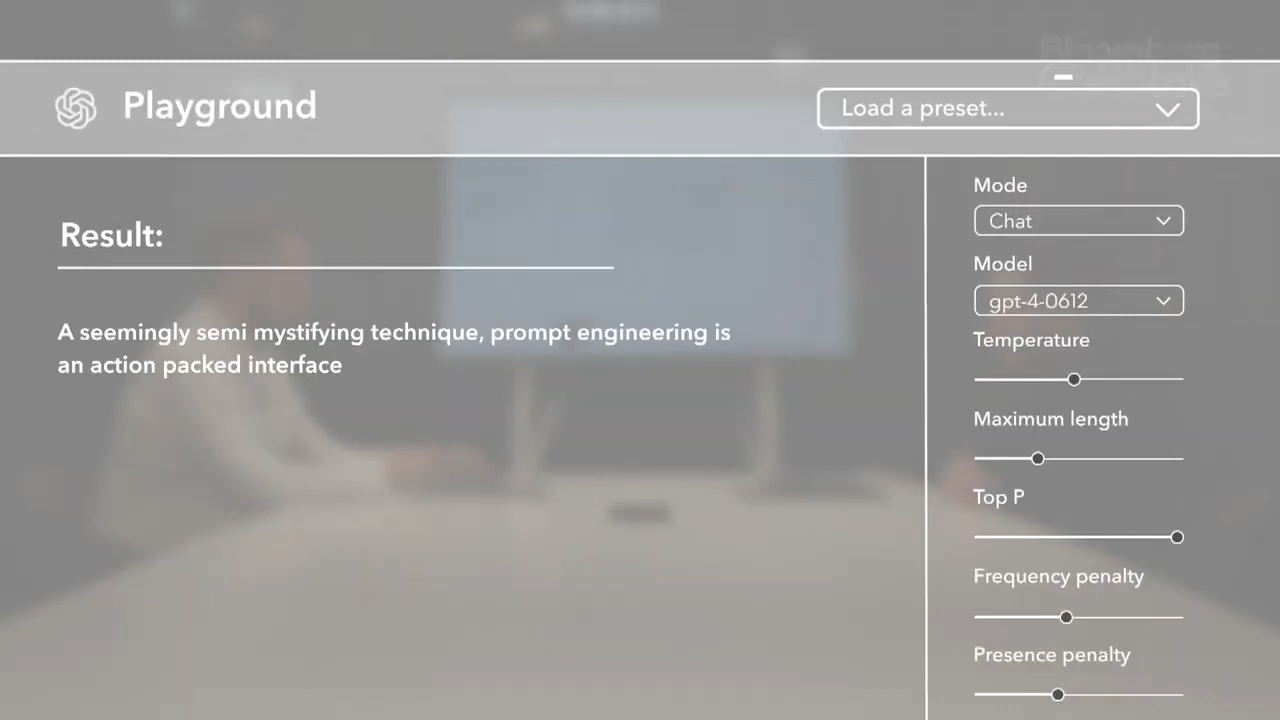 Playground
Load a preset...
Result:
A seemingly semi mystifying technique, prompt engineering is
an action packed interface
Mode
Chat
Model
gpt-4-0612
Temperature
Maximum length
Top P
Frequency penalty
Presence penalty